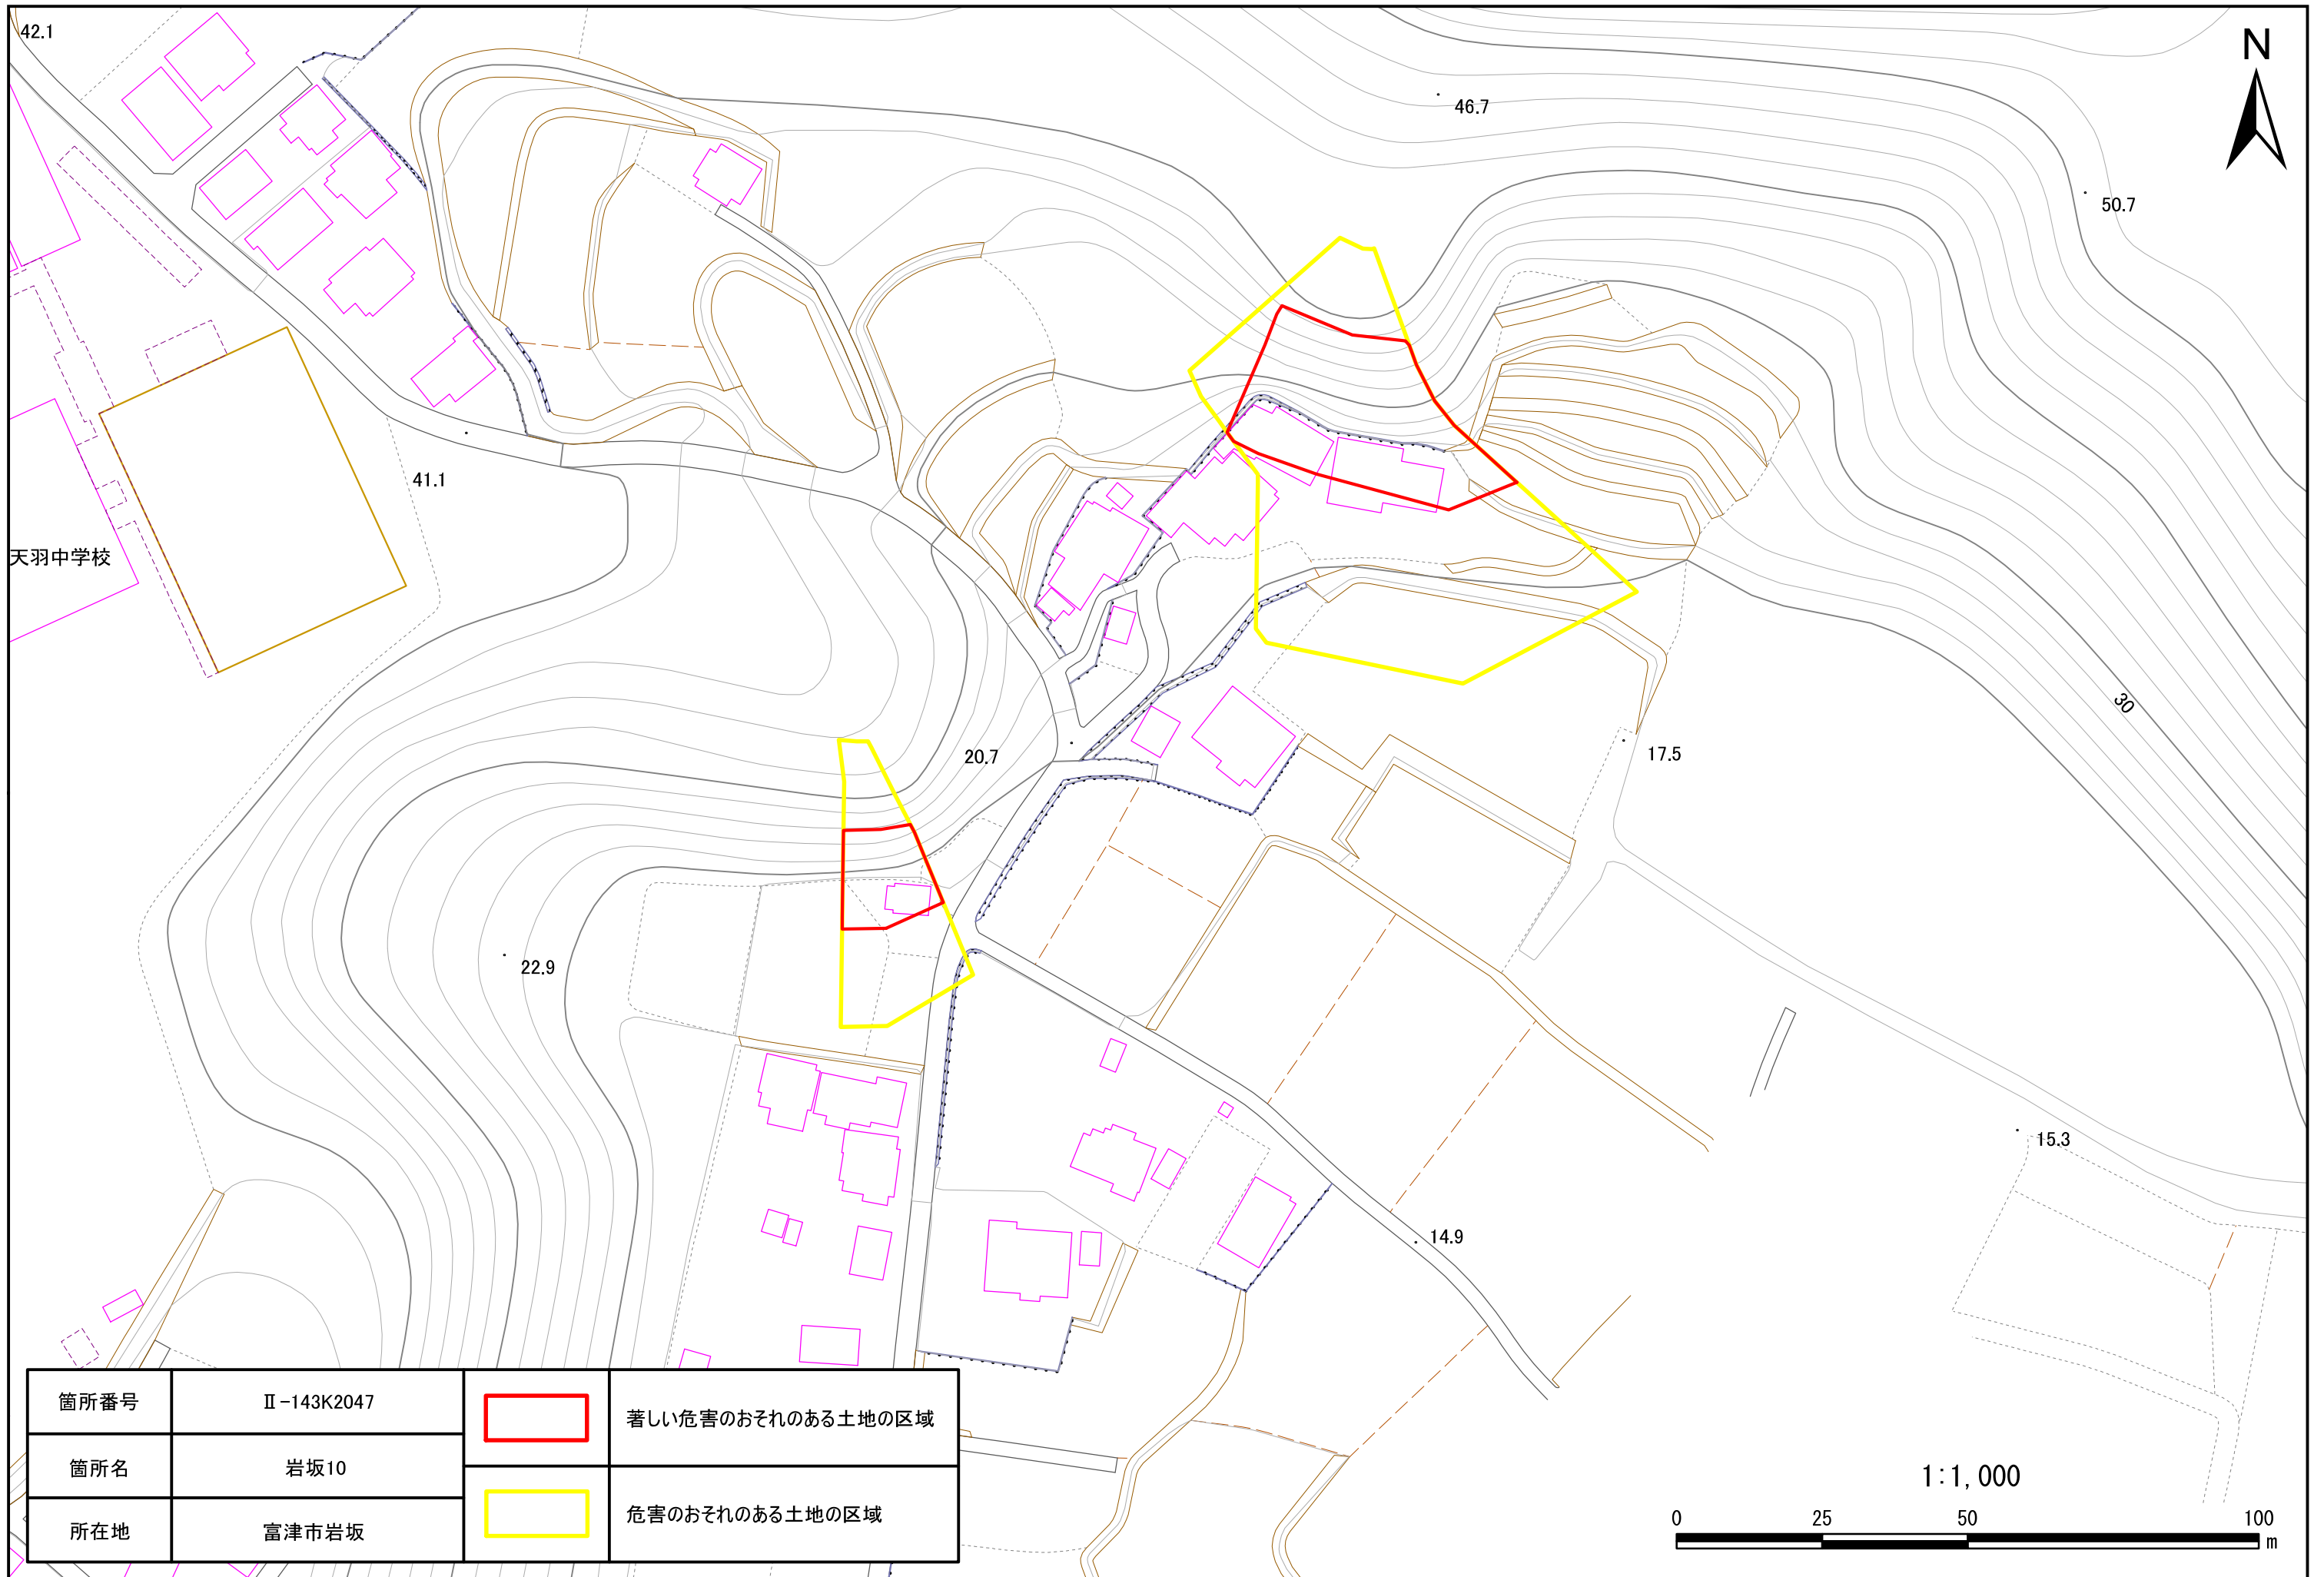 42.1
N
46.7
50.7
41.1
天羽中学校
30
20.7
17.5
22.9
15.3
14.9
箇所番号 Ⅱ-143K2047
箇所名 岩坂10
所在地 富津市岩坂
著しい危害のおそれのある土地の区域
危害のおそれのある土地の区域
1:1,000
0 25 50 100
m